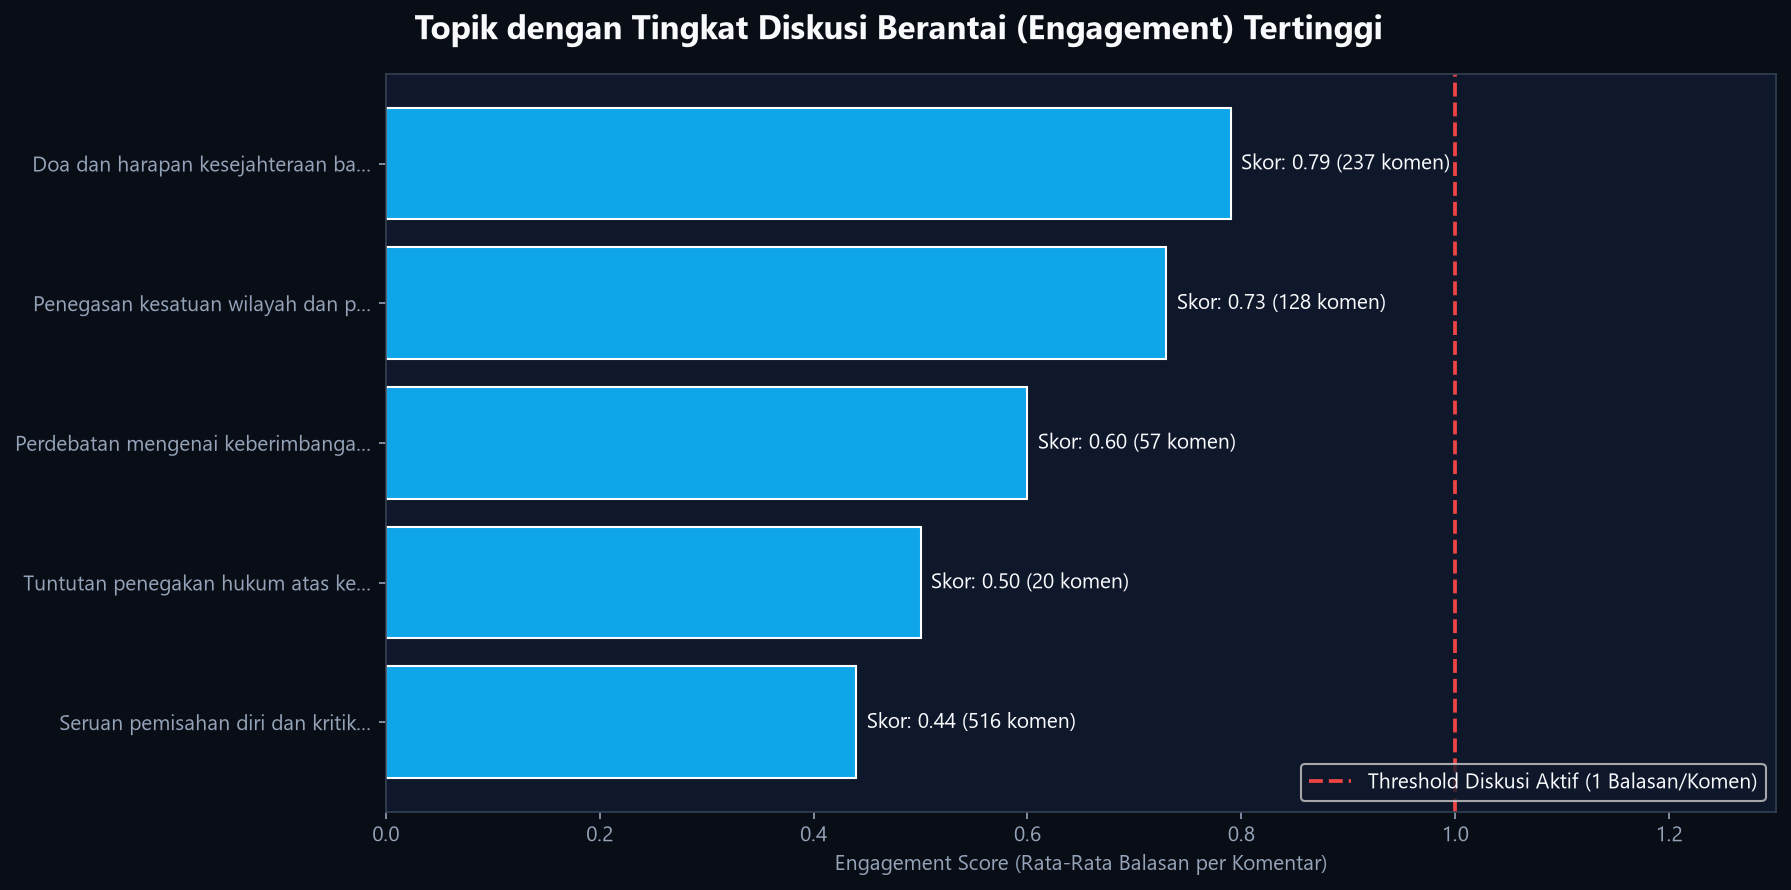 Topik dengan Tingkat Diskusi Berantai (Engagement) Tertinggi
Doa dan harapan kesejahteraan ba...
Skor: 0.79 (237 komen)
Penegasan kesatuan wilayah dan p...
Skor: 0.73 (128 komen)
Perdebatan mengenai keberimbanga...
Skor: 0.60 (57 komen)
Tuntutan penegakan hukum atas ke...
Skor: 0.50 (20 komen)
Seruan pemisahan diri dan kritik...
Skor: 0.44 (516 komen)
Threshold Diskusi Aktif (1 Balasan/Komen)
0.0 0.2 0.4 0.6 0.8 1.0 1.2
Engagement Score (Rata-Rata Balasan per Komentar)